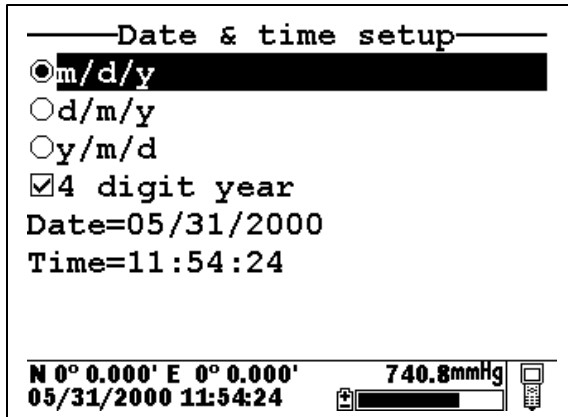 Date & time setup
m/d/y
d/m/y
y/m/d
4 digit year
Date=05/31/2000
Time=11:54:24
N 0° 0.000' E 0° 0.000' 740.8mmHg
05/31/2000 11:54:24